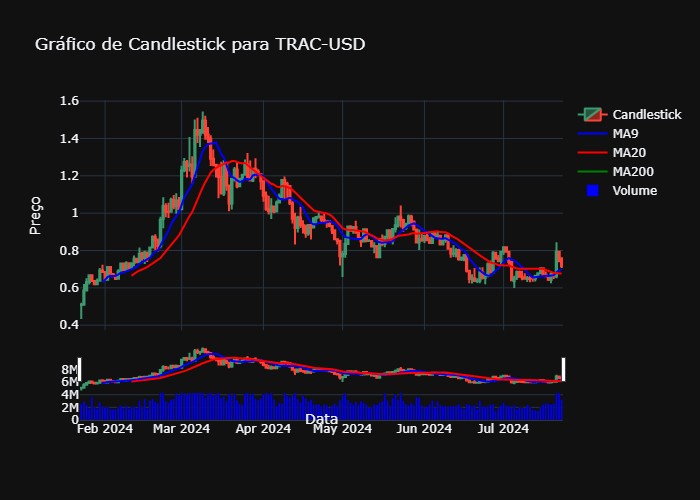 Gráfico de Candlestick para TRAC-USD
Preço
1.6
1.4
1.2
1
0.8
0.6
0.4
8M
6M
4M
2M
0
Feb 2024
Mar 2024
Apr 2024
May 2024
Jun 2024
Jul 2024
Data
Candlestick
MA9
MA20
MA200
Volume